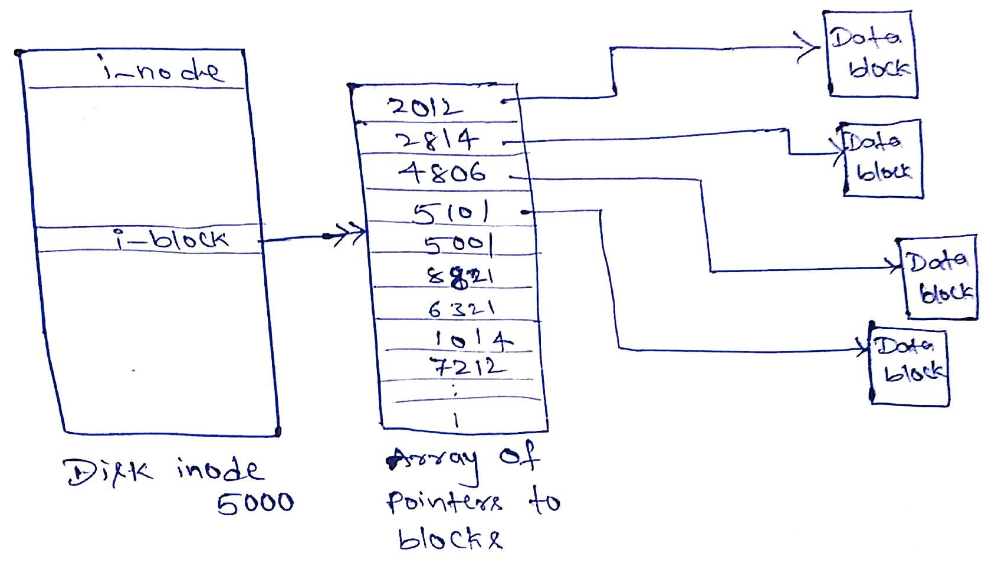 i-node
i-block
Disk inode
5000
2012
2814
4806
5101
5001
8821
6321
1014
7212
Array of
pointers to
blocks
Data
block
Data
block
Data
block
Data
block